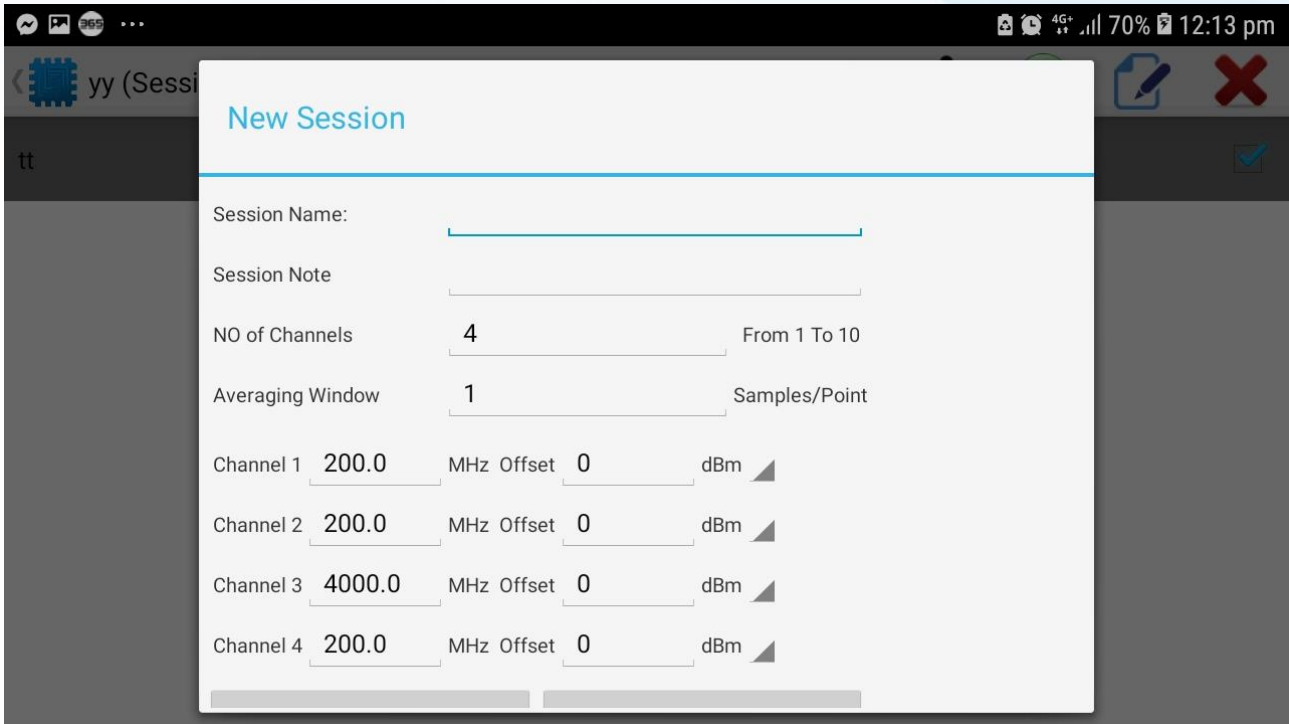 365 ... 4G+ 70% 12:13 pm
yy (Sessi
New Session
tt
Session Name:
Session Note
NO of Channels 4 From 1 To 10
Averaging Window 1 Samples/Point
Channel 1 200.0 MHz Offset 0 dBm
Channel 2 200.0 MHz Offset 0 dBm
Channel 3 4000.0 MHz Offset 0 dBm
Channel 4 200.0 MHz Offset 0 dBm